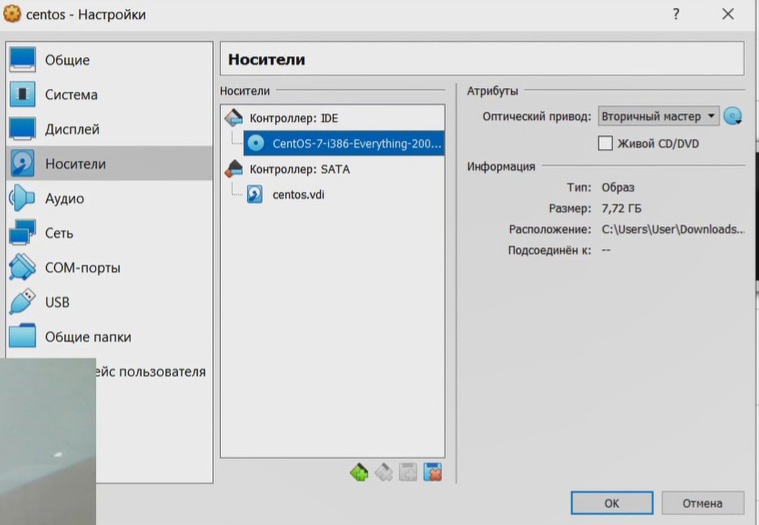 centos - Настройки
?
Общие
Система
Дисплей
Носители
Аудио
Сеть
COM-порты
USB
Общие папки
ейс пользователя
Носители
Носители
Контроллер: IDE
CentOS-7-i386-Everything-200...
Контроллер: SATA
centos.vdi
Атрибуты
Оптический привод: Вторичный мастер
Живой CD/DVD
Информация
Тип: Образ
Размер: 7,72 ГБ
Расположение: C:\Users\User\Downloads...
Подсоединён к: --
OK
Отмена